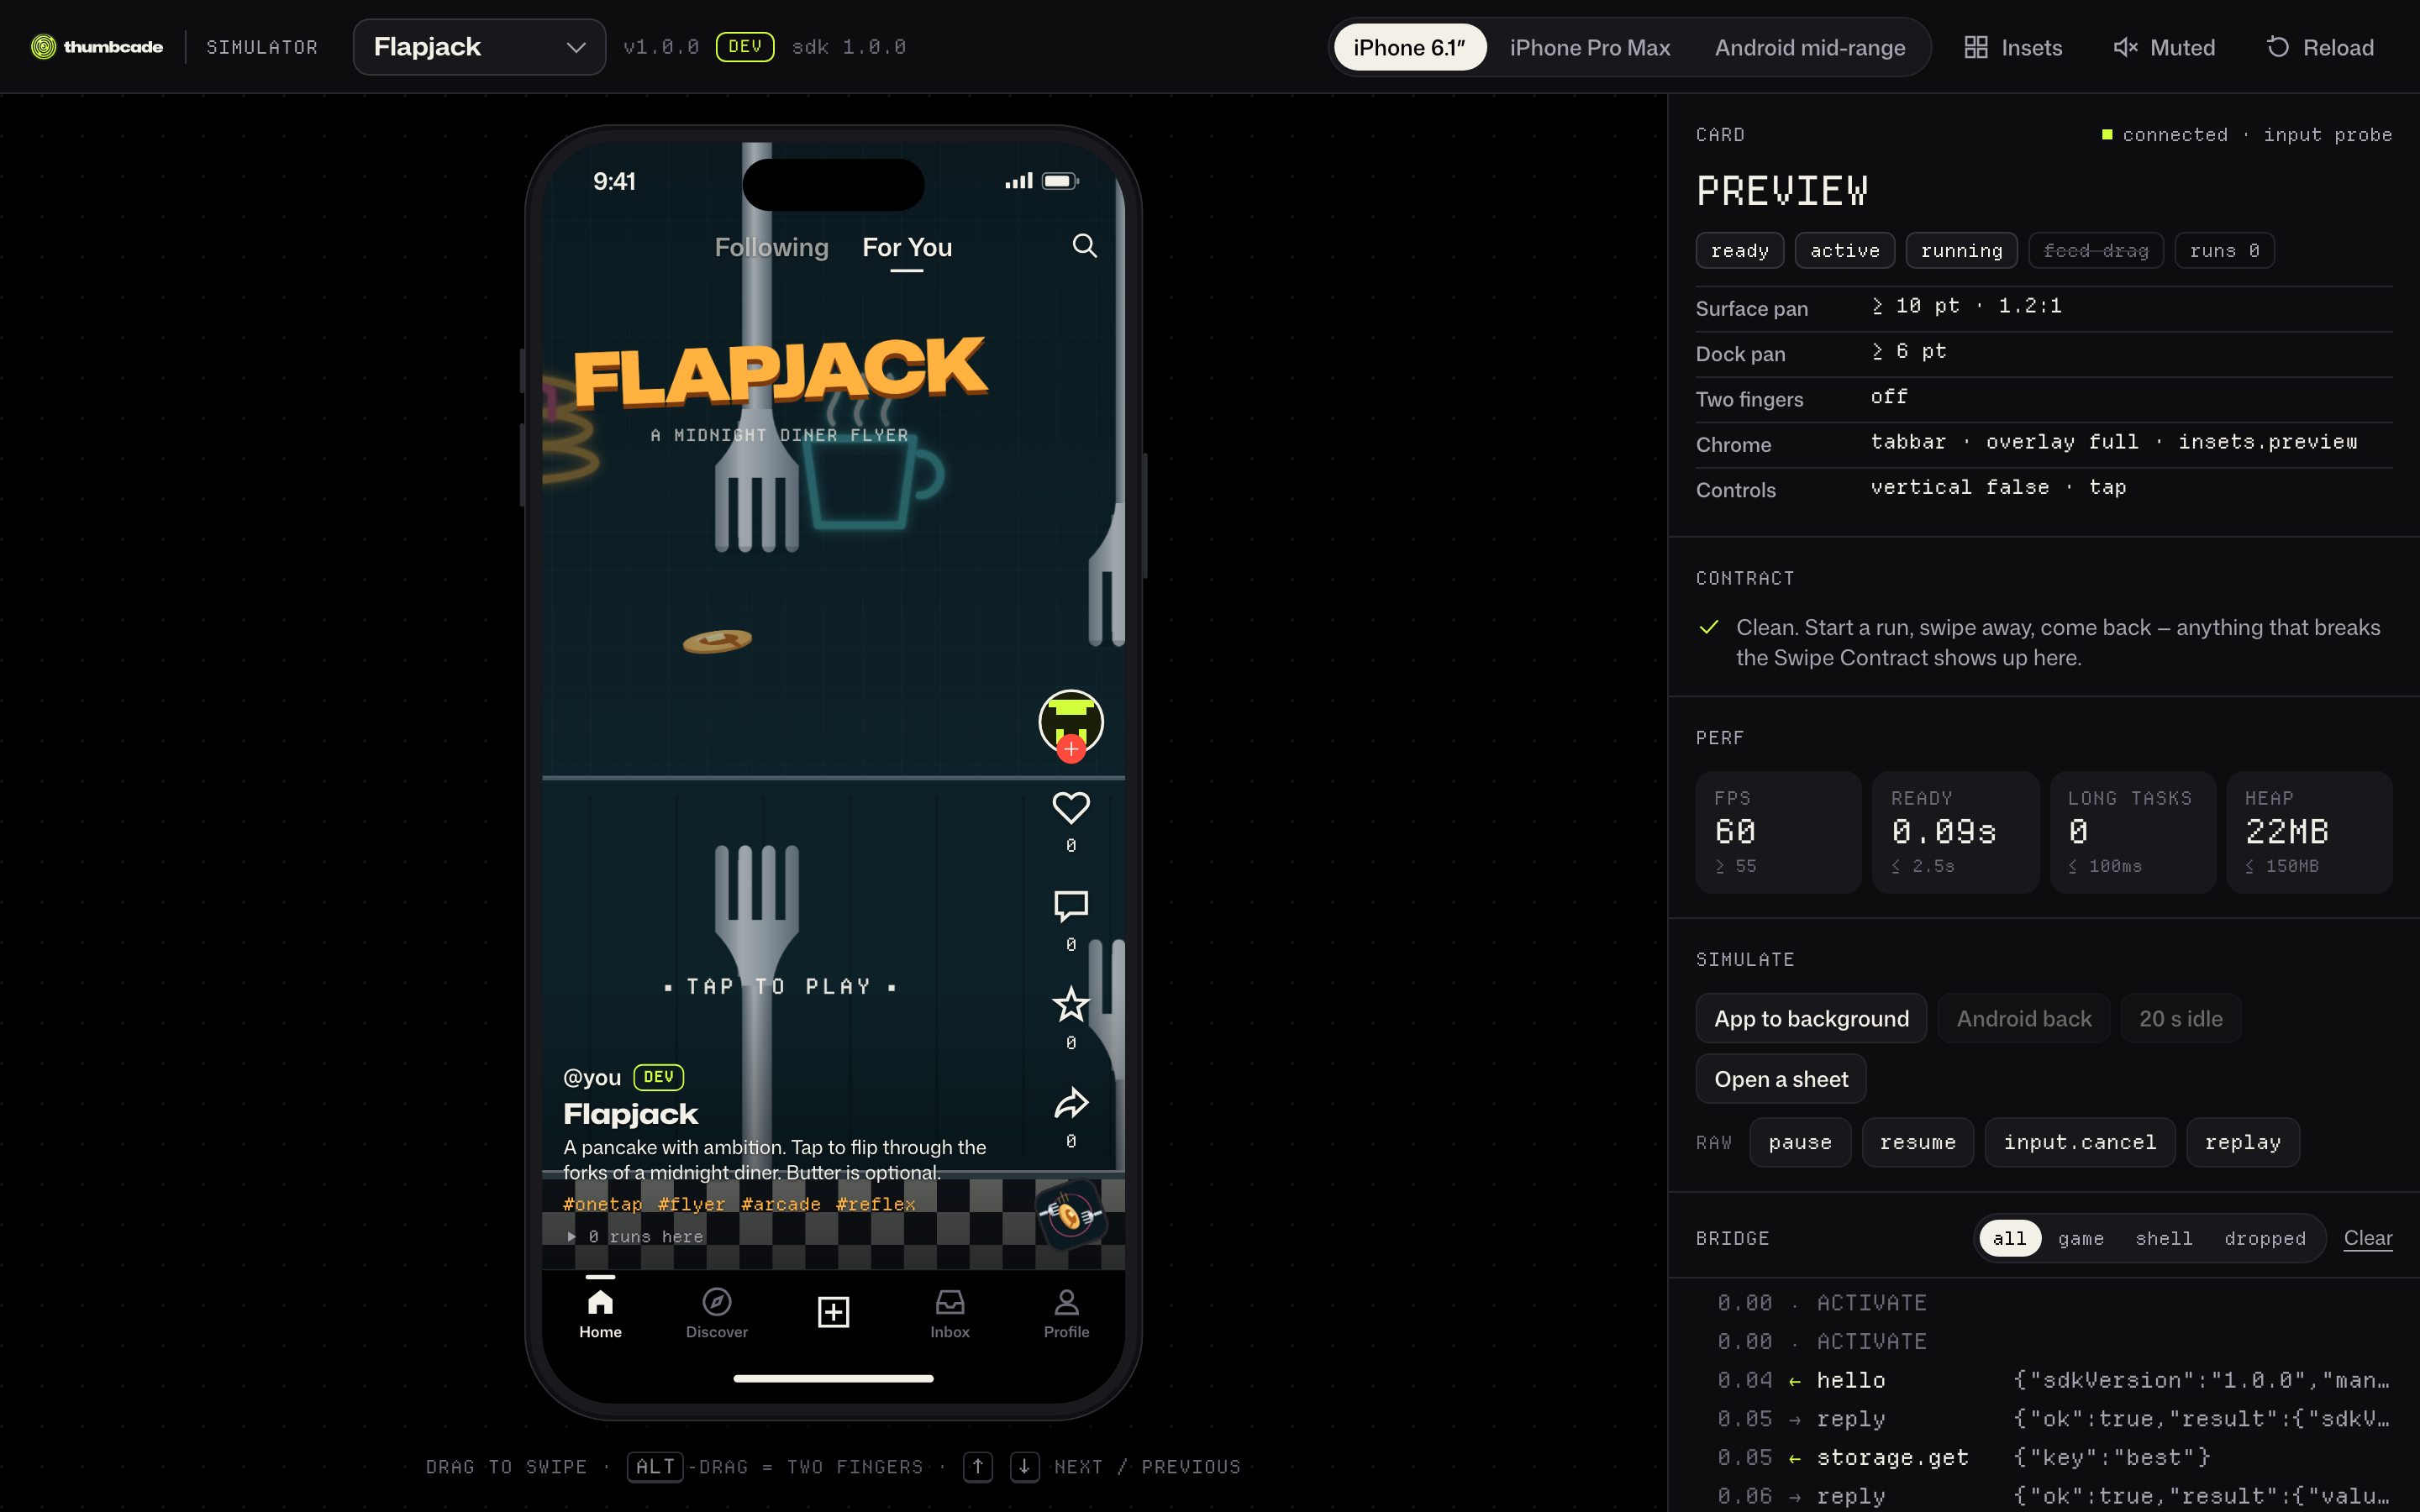 thumbcade SIMULATOR Flapjack v1.0.0 DEV sdk 1.0.0 iPhone 6.1" iPhone Pro Max Android mid-range Insets Muted Reload
9:41
Following For You
FLAPJACK
A MIDNIGHT DINER FLYER
0
0
TAP TO PLAY
0
@you DEV
Flapjack
A pancake with ambition. Tap to flip through the
forks of a midnight diner. Butter is optional.
0
#onetap #flyer #arcade #reflex
0 runs here
Home Discover Inbox Profile
DRAG TO SWIPE · ALT-DRAG = TWO FINGERS · ↑ ↓ NEXT / PREVIOUS
CARD connected · input probe
PREVIEW
ready active running feed drag runs 0
Surface pan ≥ 10 pt · 1.2:1
Dock pan ≥ 6 pt
Two fingers off
Chrome tabbar · overlay full · insets.preview
Controls vertical false · tap
CONTRACT
Clean. Start a run, swipe away, come back – anything that breaks
the Swipe Contract shows up here.
PERF
FPS READY LONG TASKS HEAP
60 0.09s 0 22MB
≥ 55 ≤ 2.5s ≤ 100ms ≤ 150MB
SIMULATE
App to background Android back 20 s idle
Open a sheet
RAW pause resume input.cancel replay
BRIDGE all game shell dropped Clear
0.00 · ACTIVATE
0.00 · ACTIVATE
0.04 ← hello {"sdkVersion":"1.0.0","man…
0.05 → reply {"ok":true,"result":{"sdkV…
0.05 ← storage.get {"key":"best"}
0.06 → reply {"ok":true,"result":{"valu…